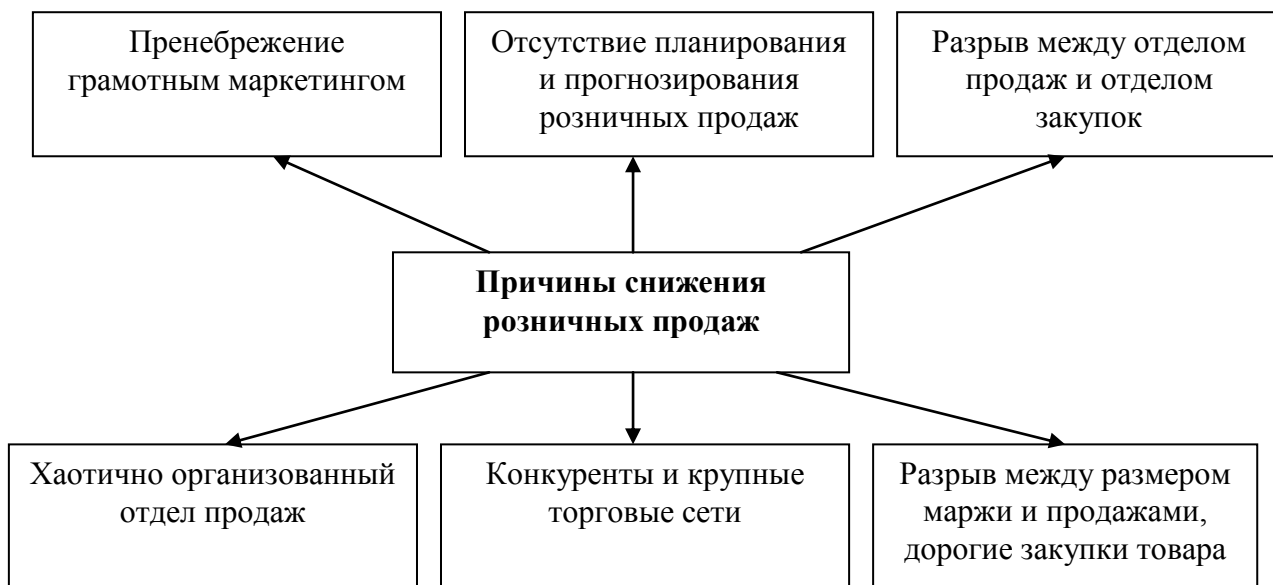 Пренебрежение
грамотным маркетингом
Отсутствие планирования
и прогнозирования
розничных продаж
Разрыв между отделом
продаж и отделом
закупок
Причины снижения
розничных продаж
Хаотично организованный
отдел продаж
Конкуренты и крупные
торговые сети
Разрыв между размером
маржи и продажами,
дорогие закупки товара